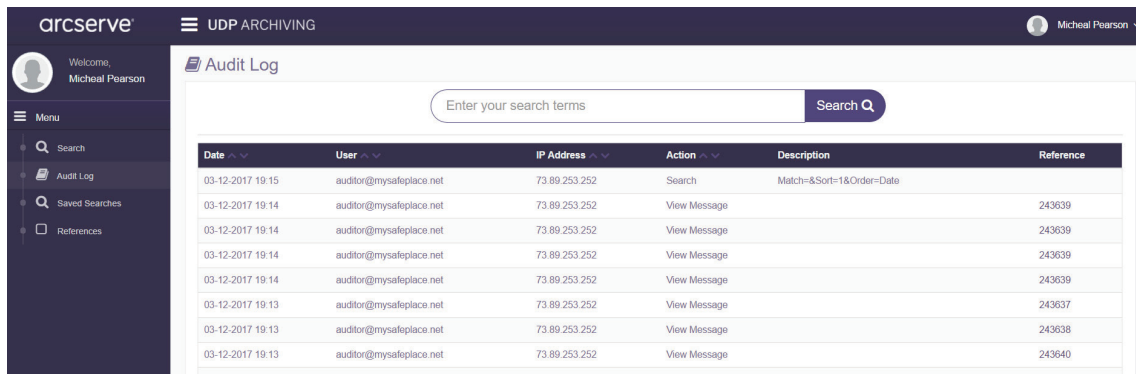 arcserve
UDP ARCHIVING
Micheal Pearson
Welcome,
Micheal Pearson
Menu
Search
Audit Log
Saved Searches
References
Audit Log
Enter your search terms
Search
Date User IP Address Action Description Reference
03-12-2017 19:15 auditor@mysafeplace.net 73.89.253.252 Search Match=&Sort=1&Order=Date
03-12-2017 19:14 auditor@mysafeplace.net 73.89.253.252 View Message 243639
03-12-2017 19:14 auditor@mysafeplace.net 73.89.253.252 View Message 243639
03-12-2017 19:14 auditor@mysafeplace.net 73.89.253.252 View Message 243639
03-12-2017 19:14 auditor@mysafeplace.net 73.89.253.252 View Message 243639
03-12-2017 19:13 auditor@mysafeplace.net 73.89.253.252 View Message 243637
03-12-2017 19:13 auditor@mysafeplace.net 73.89.253.252 View Message 243638
03-12-2017 19:13 auditor@mysafeplace.net 73.89.253.252 View Message 243640